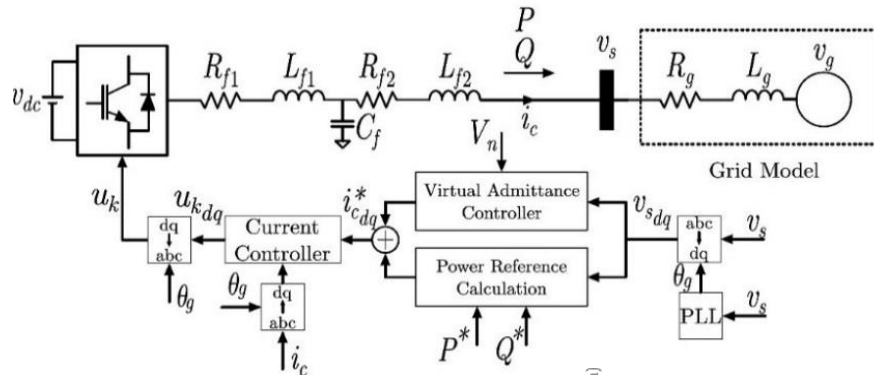 P
Q
v_s
v_g
R_f1
L_f1
R_f2
L_f2
R_g
L_g
v_dc
C_f
i_c
V_n
Grid Model
u_k
u_kdq
i*_cdq
Virtual Admittance
Controller
v_sdq
abc
dq
v_s
dq
abc
Current
Controller
Power Reference
Calculation
θ_g
PLL
v_s
θ_g
θ_g
dq
abc
P*
Q*
i_c